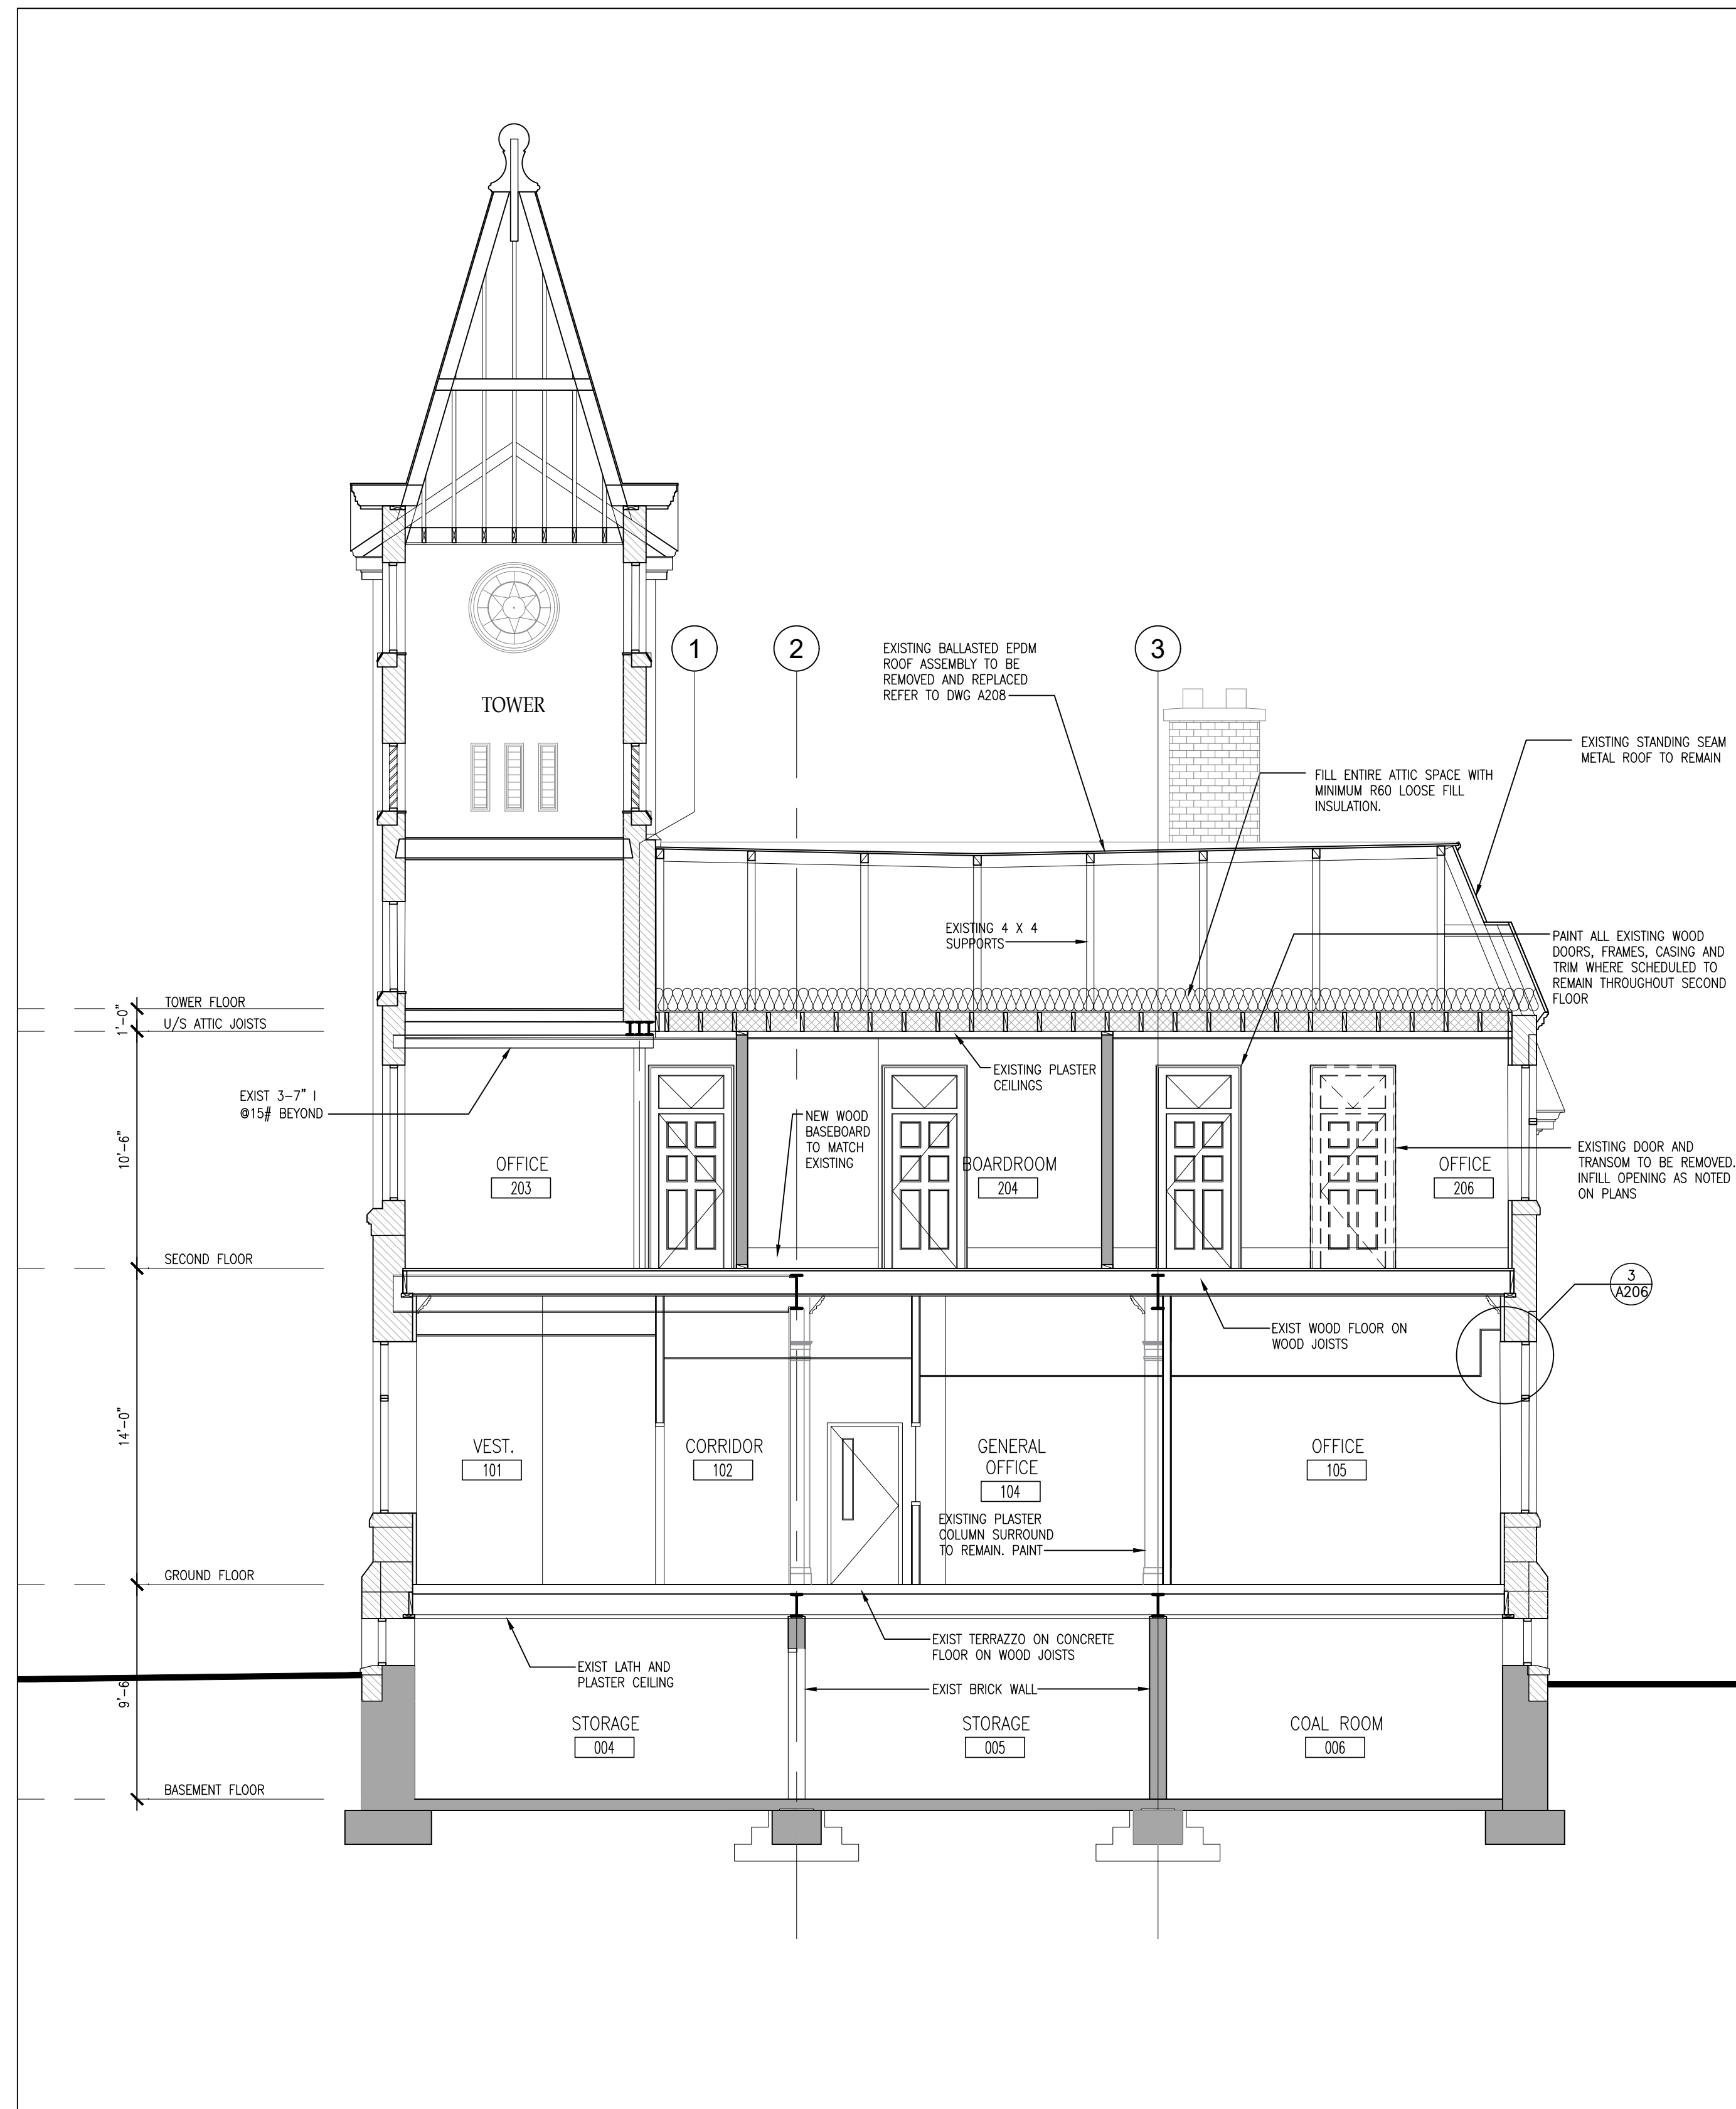 1
2
3
EXISTING BALLASTED EPDM
ROOF ASSEMBLY TO BE
REMOVED AND REPLACED
REFER TO DWG A208
TOWER
EXISTING STANDING SEAM
METAL ROOF TO REMAIN
FILL ENTIRE ATTIC SPACE WITH
MINIMUM R60 LOOSE FILL
INSULATION.
EXISTING 4 X 4
SUPPORTS
PAINT ALL EXISTING WOOD
DOORS, FRAMES, CASING AND
TRIM WHERE SCHEDULED TO
REMAIN THROUGHOUT SECOND
FLOOR
TOWER FLOOR
1'-0"
U/S ATTIC JOISTS
EXIST 3-7" I
@15# BEYOND
EXISTING PLASTER
CEILINGS
NEW WOOD
BASEBOARD
TO MATCH
EXISTING
10'-6"
OFFICE
203
BOARDROOM
204
OFFICE
206
EXISTING DOOR AND
TRANSOM TO BE REMOVED.
INFILL OPENING AS NOTED
ON PLANS
SECOND FLOOR
3
A206
EXIST WOOD FLOOR ON
WOOD JOISTS
14'-0"
VEST.
101
CORRIDOR
102
GENERAL
OFFICE
104
OFFICE
105
EXISTING PLASTER
COLUMN SURROUND
TO REMAIN. PAINT
GROUND FLOOR
EXIST TERRAZZO ON CONCRETE
FLOOR ON WOOD JOISTS
EXIST LATH AND
PLASTER CEILING
9'-6
EXIST BRICK WALL
STORAGE
004
STORAGE
005
COAL ROOM
006
BASEMENT FLOOR